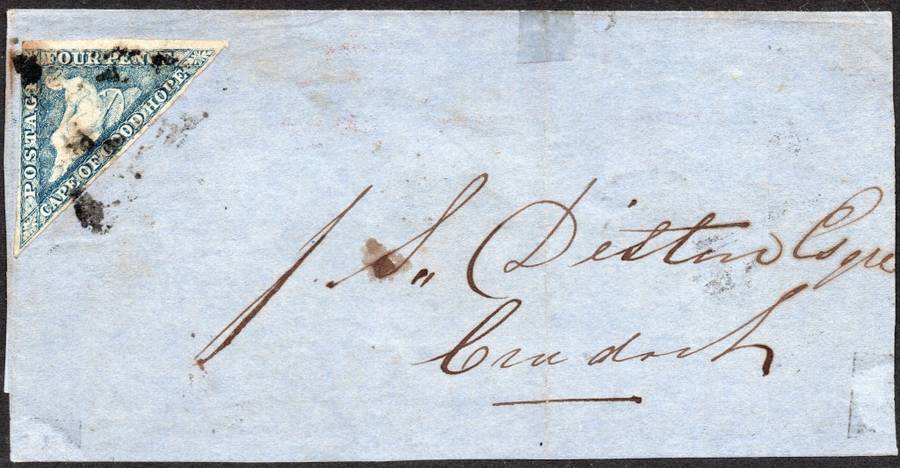 FOUR PENCE
POSTAGE
CAPE OF GOOD HOPE
S,, Distin Esqre
Cradock